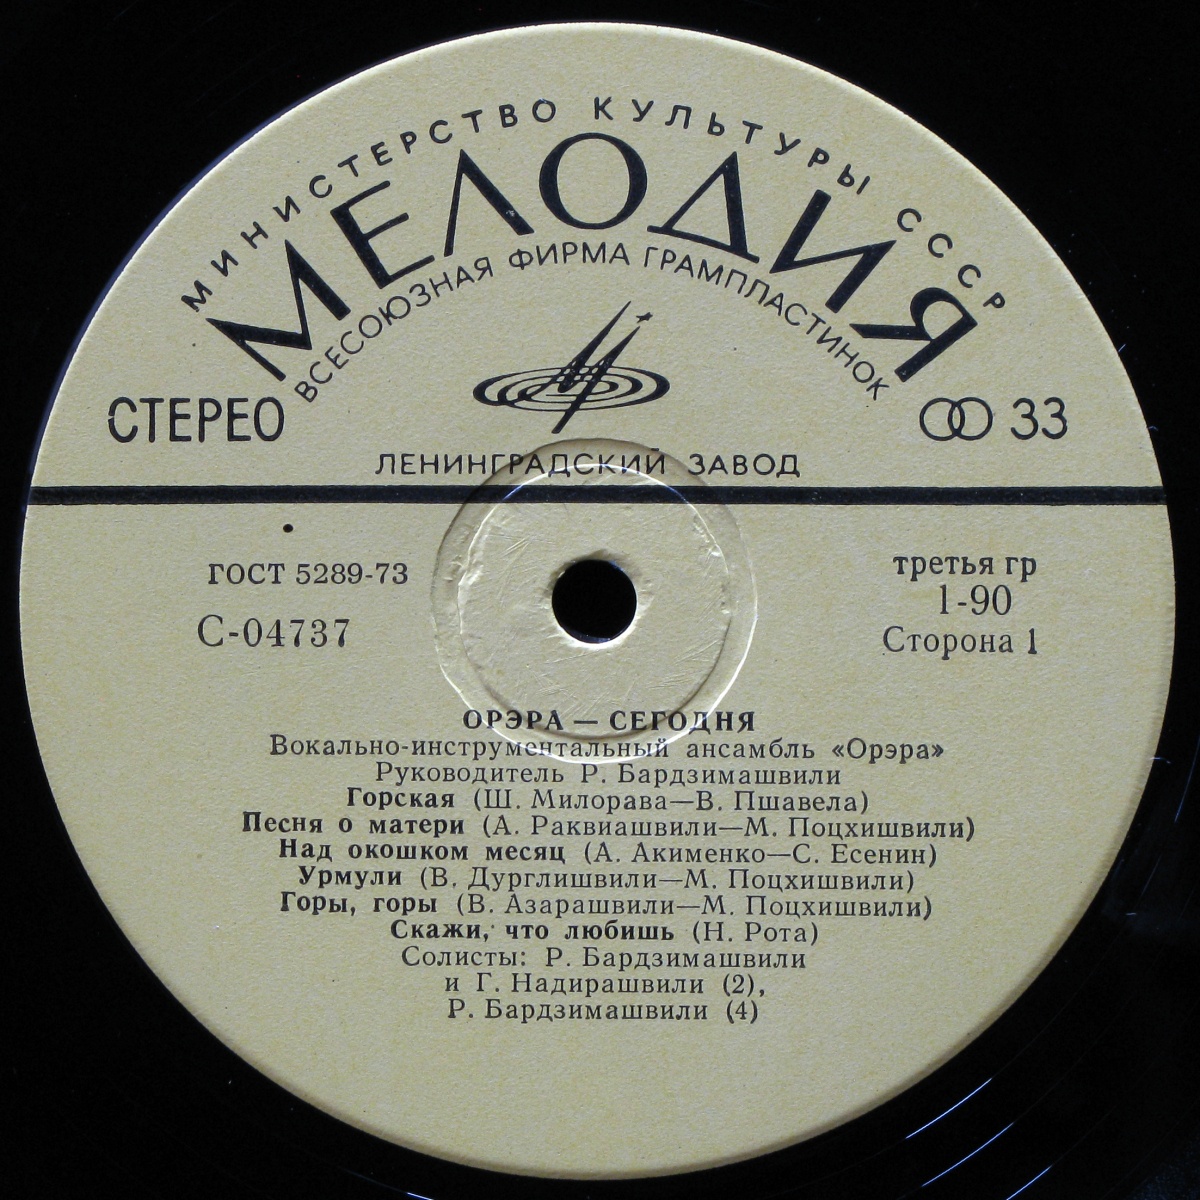 МИНИСТЕРСТВО КУЛЬТУРЫ СССР
МЕЛОДИЯ
ВСЕСОЮЗНАЯ ФИРМА ГРАМПЛАСТИНОК
СТЕРЕО
33
ЛЕНИНГРАДСКИЙ ЗАВОД
ГОСТ 5289-73
С-04737
третья гр
1-90
Сторона 1
ОРЭРА — СЕГОДНЯ
Вокально-инструментальный ансамбль «Орэра»
Руководитель Р. Бардзимашвили
Горская (Ш. Милорава—В. Пшавела)
Песня о матери (А. Раквиашвили—М. Поцхишвили)
Над окошком месяц (А. Акименко—С. Есенин)
Урмули (В. Дурглишвили—М. Поцхишвили)
Горы, горы (В. Азарашвили—М. Поцхишвили)
Скажи, что любишь (Н. Рота)
Солисты: Р. Бардзимашвили
и Г. Надирашвили (2),
Р. Бардзимашвили (4)